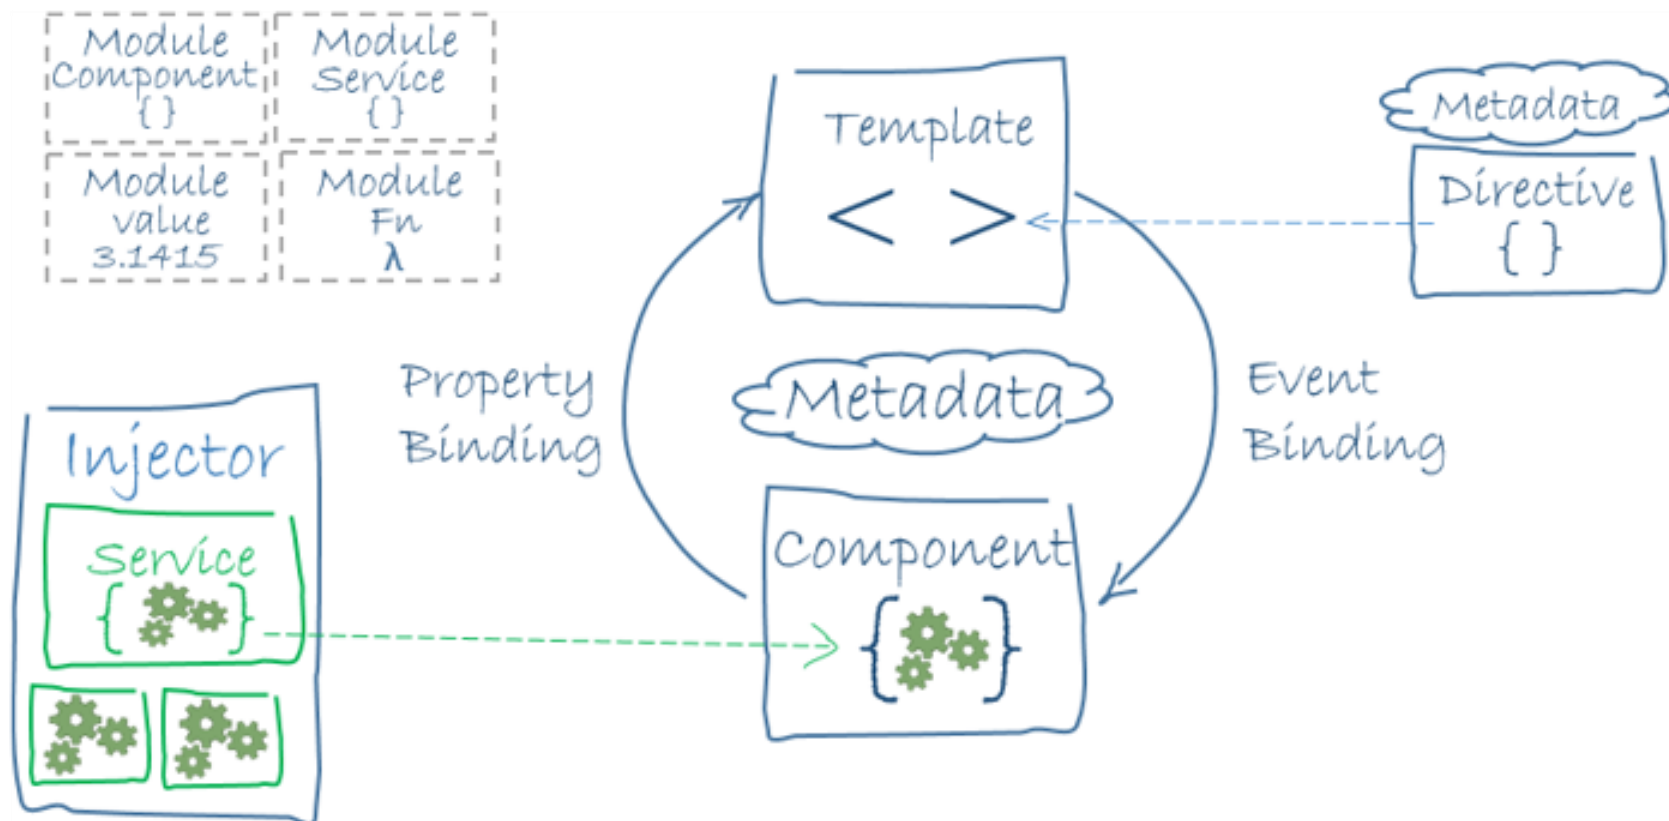 Module
Component
{ }
Module
Service
{ }
Module
value
3.1415
Module
Fn
λ
Template
< >
Metadata
Directive
{ }
Property
Binding
Metadata
Event
Binding
Injector
Service
{ }
Component
{ }